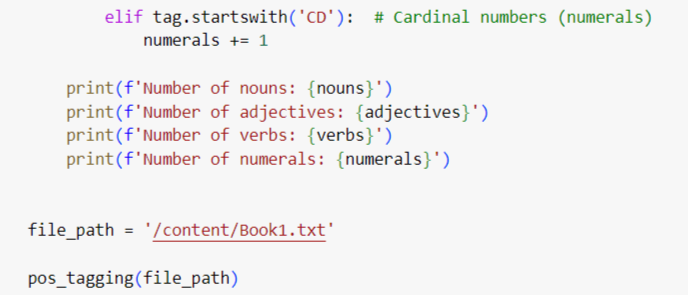 elif tag.startswith('CD'):  # Cardinal numbers (numerals)
numerals += 1
print(f'Number of nouns: {nouns}')
print(f'Number of adjectives: {adjectives}')
print(f'Number of verbs: {verbs}')
print(f'Number of numerals: {numerals}')
file_path = '/content/Book1.txt'
pos_tagging(file_path)